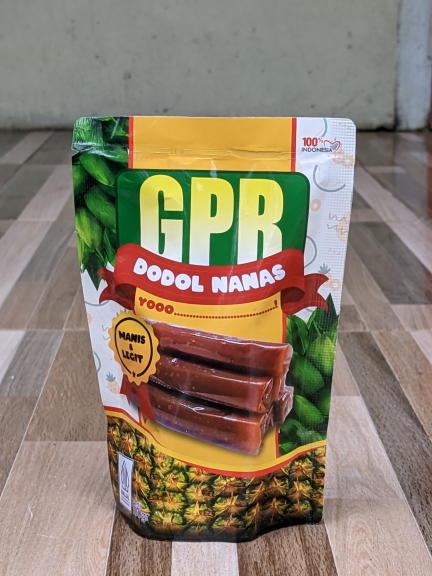 100%
INDONESIA
GPR
DODOL NANAS
YOOO..............................!
MANIS
&
LEGIT